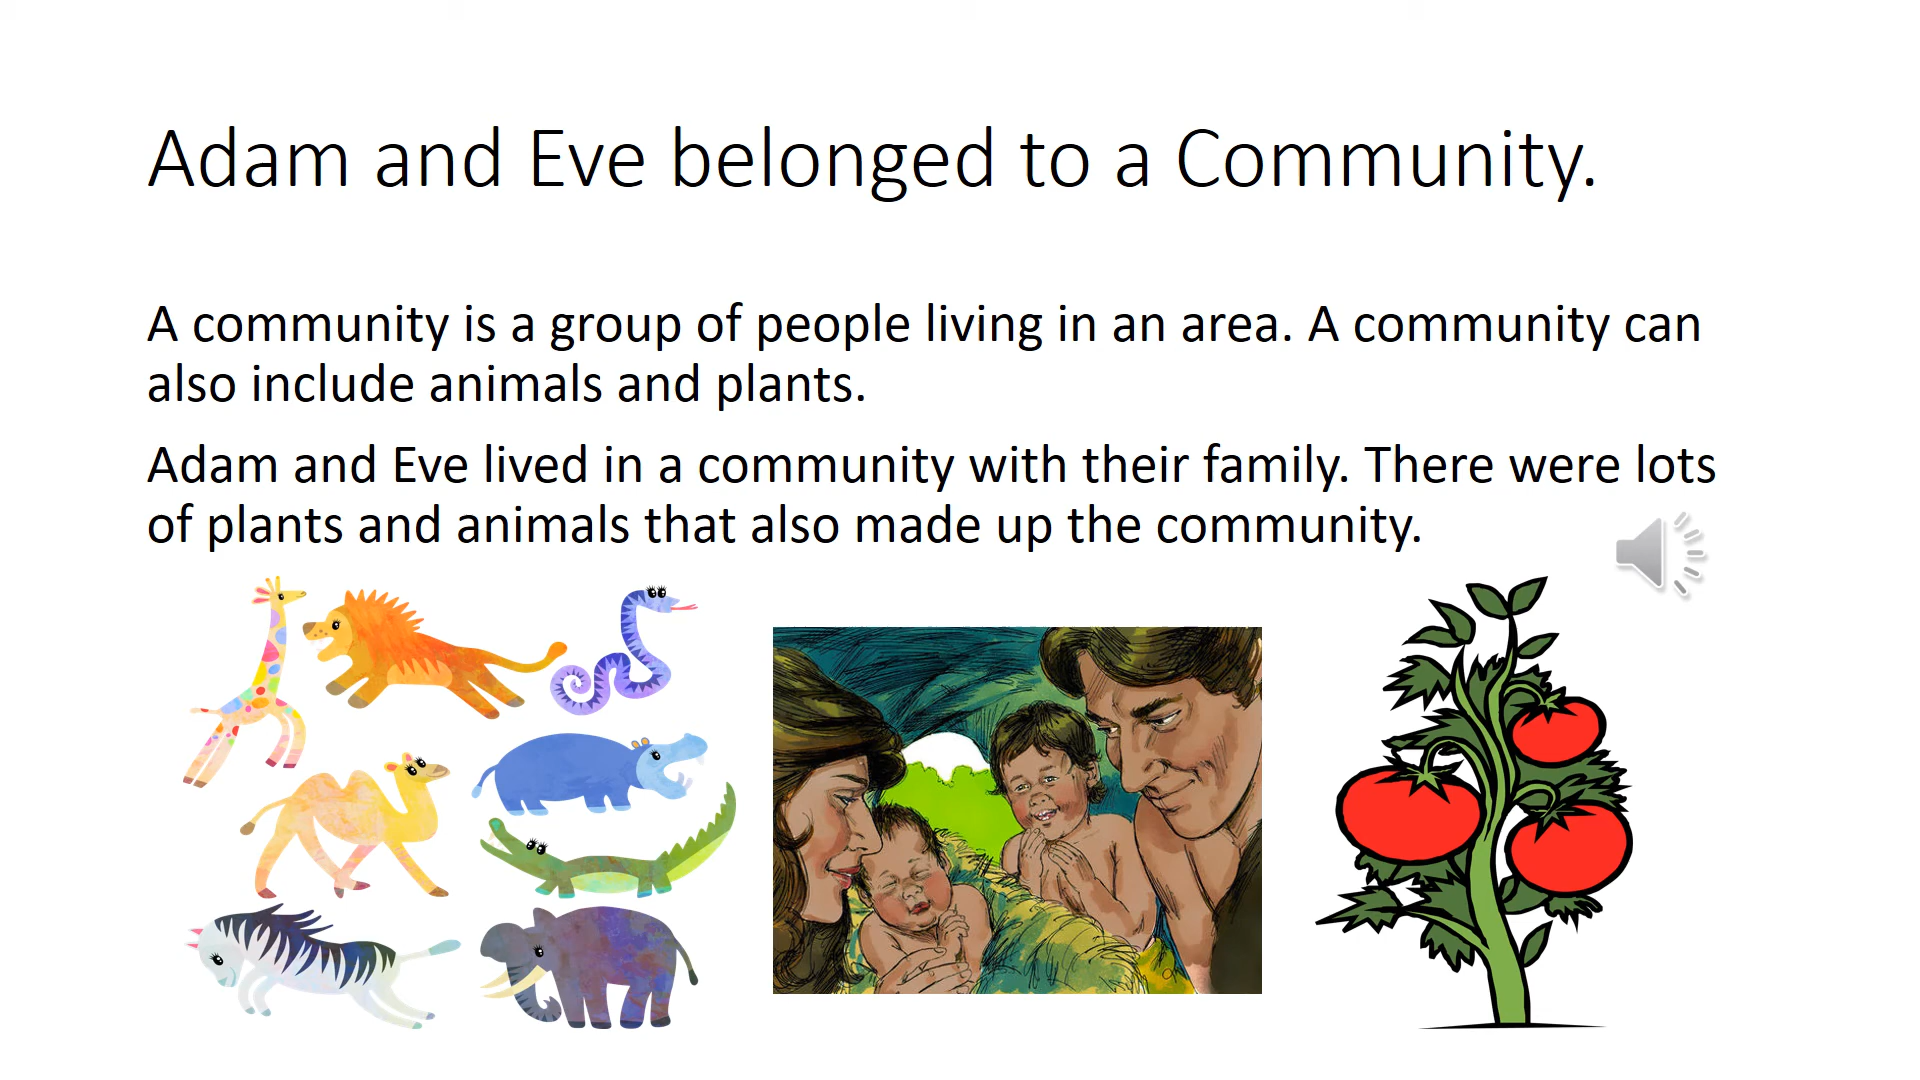 Adam and Eve belonged to a Community.
A community is a group of people living in an area. A community can
also include animals and plants.
Adam and Eve lived in a community with their family. There were lots
of plants and animals that also made up the community.